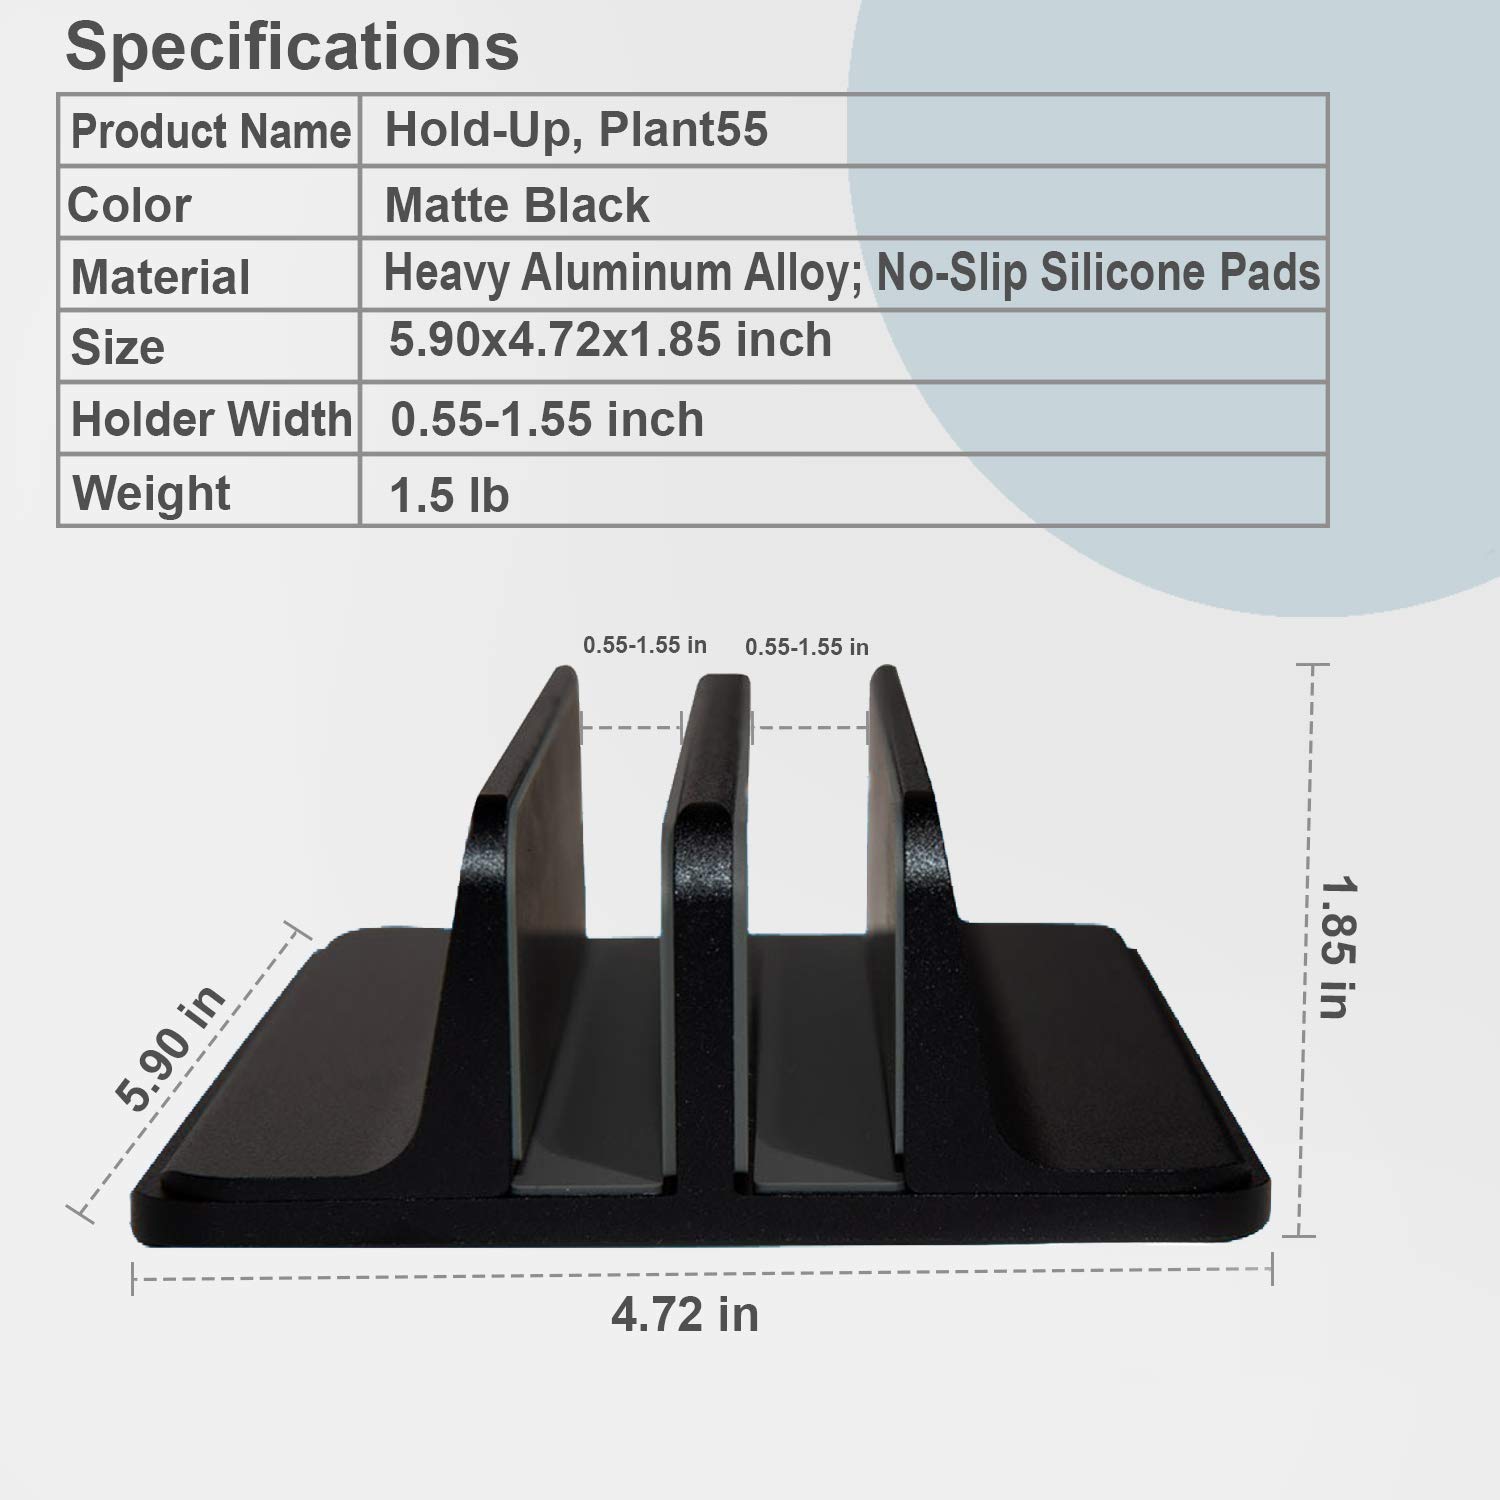 Specifications
Product Name Hold-Up, Plant55
Color Matte Black
Material Heavy Aluminum Alloy; No-Slip Silicone Pads
Size 5.90x4.72x1.85 inch
Holder Width 0.55-1.55 inch
Weight 1.5 lb
0.55-1.55 in 0.55-1.55 in
1.85 in
5.90 in
4.72 in